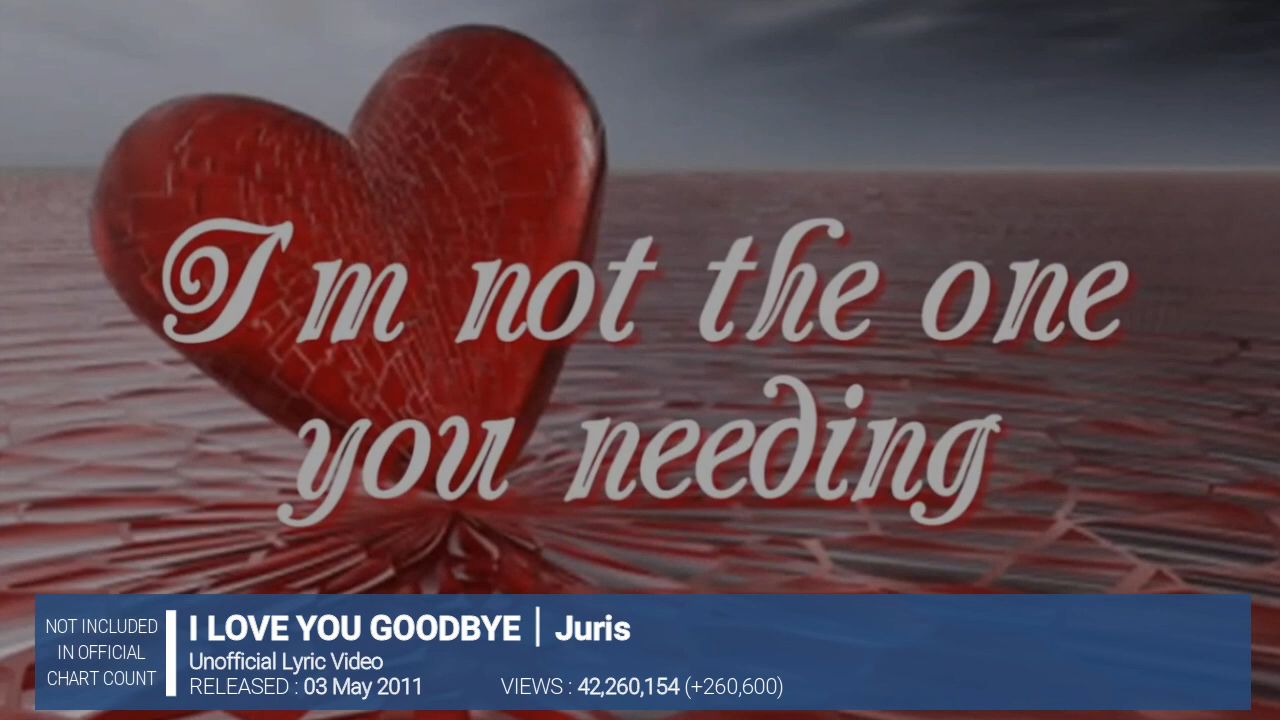 I'm not the one
you needing
NOT INCLUDED
IN OFFICIAL
CHART COUNT
I LOVE YOU GOODBYE | Juris
Unofficial Lyric Video
RELEASED : 03 May 2011 VIEWS : 42,260,154 (+260,600)